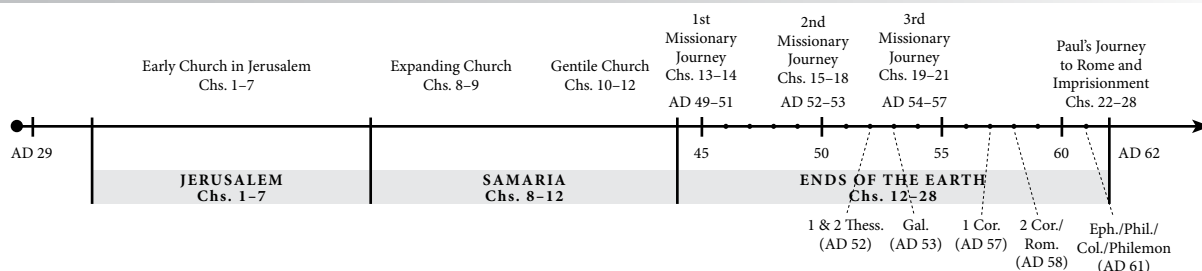 Early Church in Jerusalem
Chs. 1–7
Expanding Church
Chs. 8–9
Gentile Church
Chs. 10–12
1st
Missionary
Journey
Chs. 13–14
AD 49–51
2nd
Missionary
Journey
Chs. 15–18
AD 52–53
3rd
Missionary
Journey
Chs. 19–21
AD 54–57
Paul's Journey
to Rome and
Imprisionment
Chs. 22–28
AD 29
45
50
55
60
AD 62
JERUSALEM
Chs. 1–7
SAMARIA
Chs. 8–12
ENDS OF THE EARTH
Chs. 12–28
1 & 2 Thess.
(AD 52)
Gal.
(AD 53)
1 Cor.
(AD 57)
2 Cor./
Rom.
(AD 58)
Eph./Phil./
Col./Philemon
(AD 61)